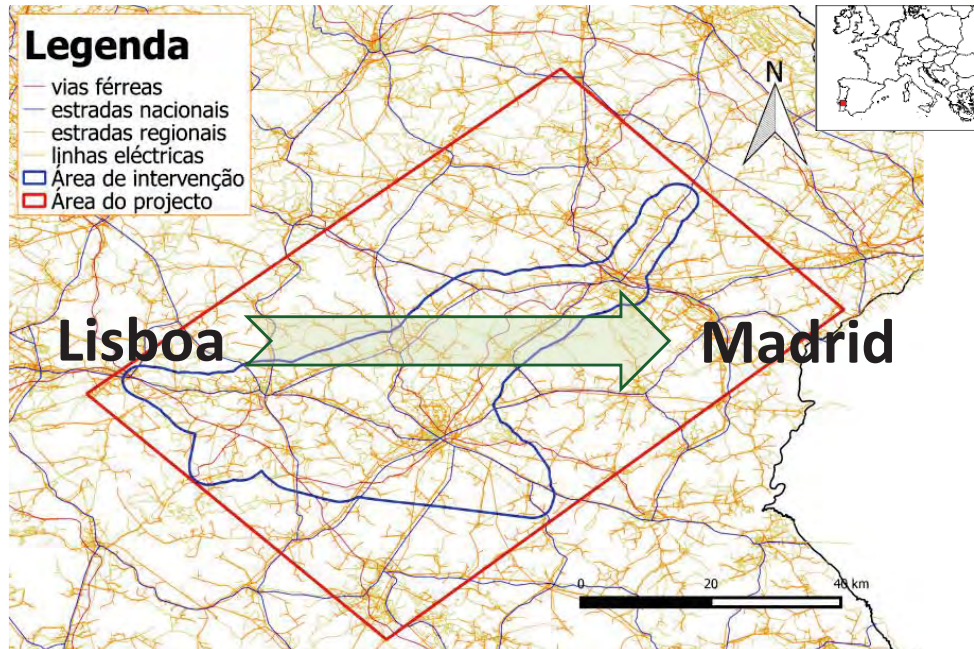 Legenda
vias férreas
estradas nacionais
estradas regionais
linhas eléctricas
Área de intervenção
Área do projecto
N
Lisboa
Madrid
0 20 40 km